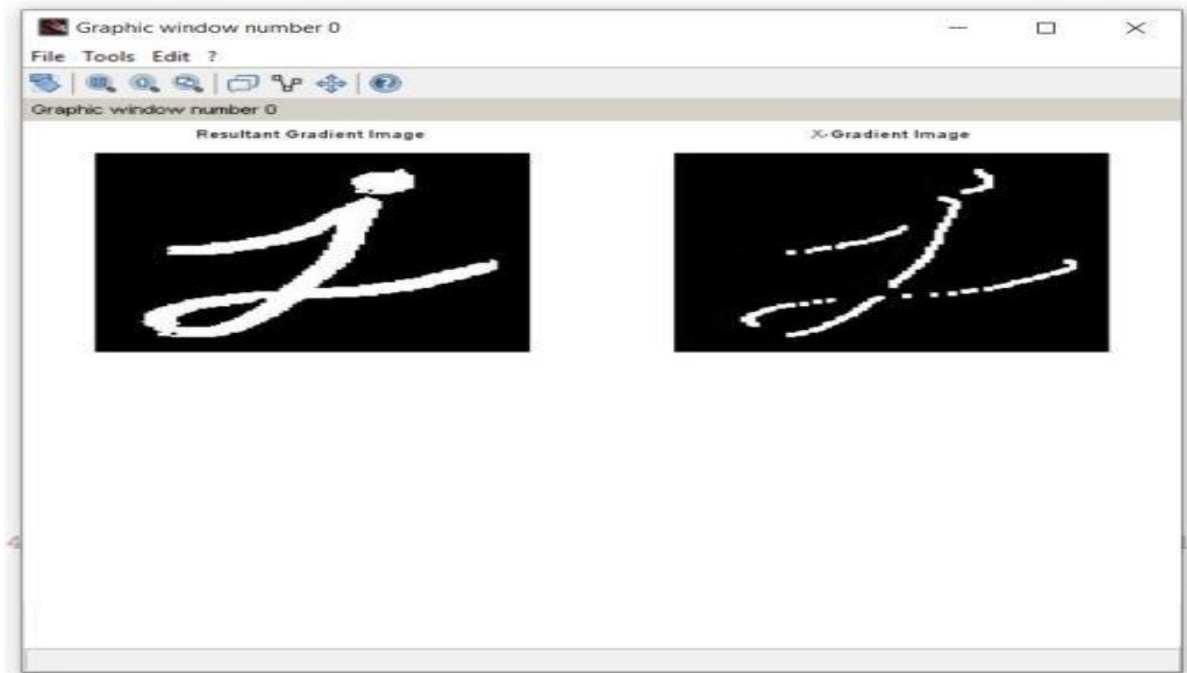 Graphic window number 0
File Tools Edit ?
Graphic window number 0
Resultant Gradient Image
X-Gradient Image